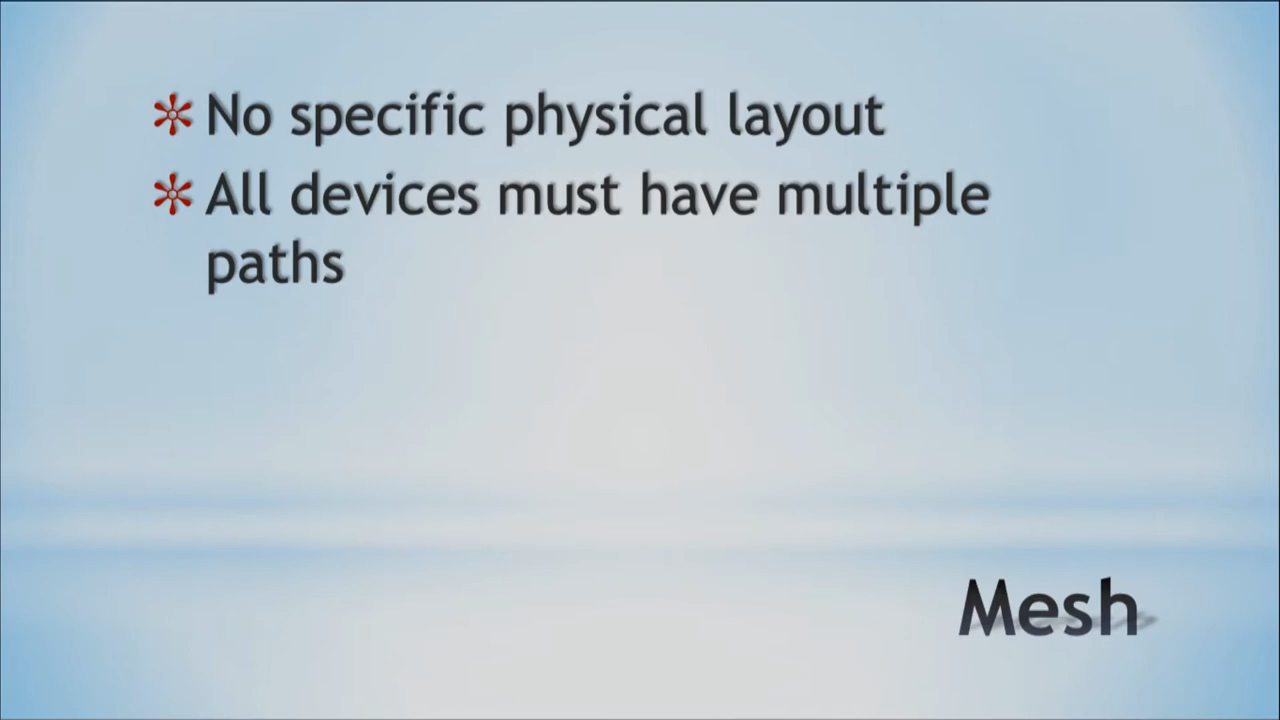 No specific physical layout
All devices must have multiple
paths
Mesh